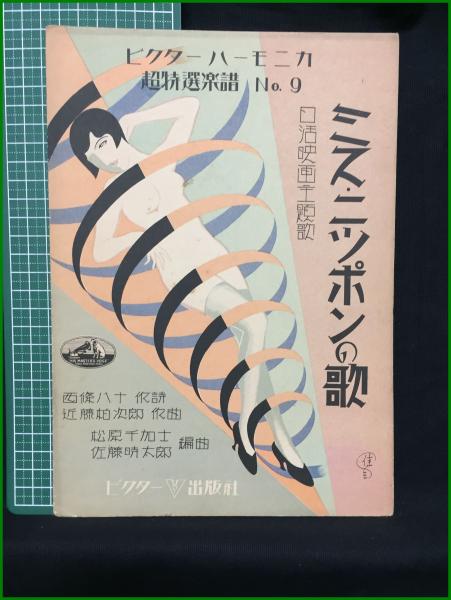 ビクターハーモニカ
超特選楽譜 No.9
ミス・ニッポンの歌
日活映画主題歌
HIS MASTER'S VOICE
西條八十 作詩
近藤柏次郎 作曲
松原千加士
佐藤晴太郎
編曲
ビクター V 出版社